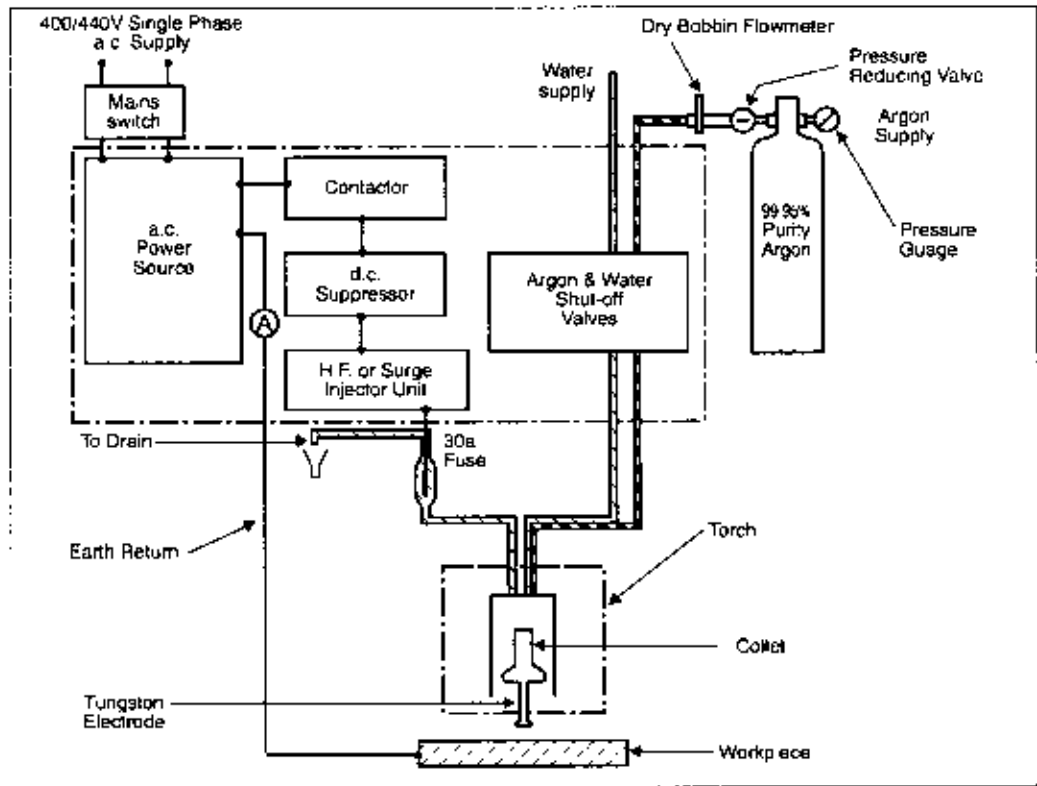 400/440V Single Phase
a.c. Supply
Mains
switch
a.c.
Power
Source
Contactor
d.c.
Suppressor
H.F. or Surge
Injector Unit
A
To Drain
30a
Fuse
Earth Return
Water
supply
Dry Bobbin Flowmeter
Pressure
Reducing Valve
Argon
Supply
99.95%
Purity
Argon
Pressure
Guage
Argon & Water
Shut-off
Valves
Torch
Collet
Tungston
Electrode
Workpiece